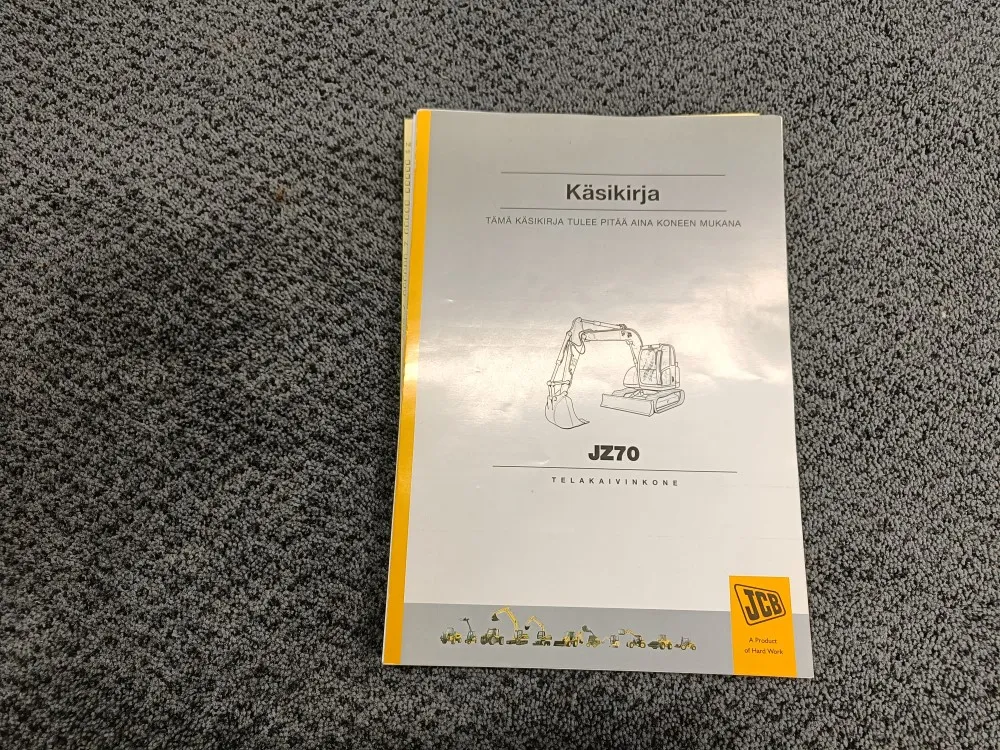 Käsikirja
TÄMÄ KÄSIKIRJA TULEE PITÄÄ AINA KONEEN MUKANA
JZ70
TELAKAIVINKONE
JCB
A Product
of Hard Work